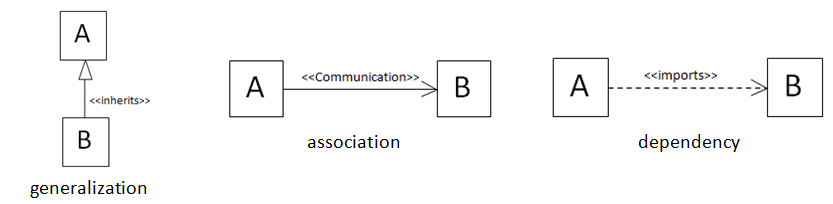 A
<<inherits>>
B
generalization
A
<<Communication>>
B
association
A
<<imports>>
B
dependency